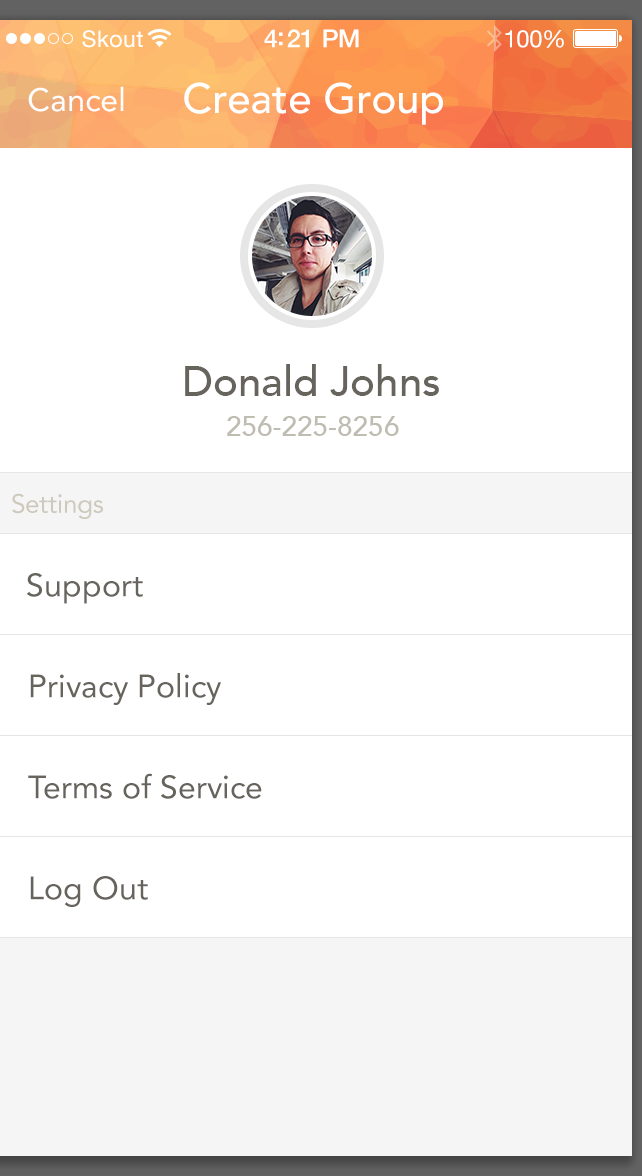 Skout 4:21 PM 100%
Cancel Create Group
Donald Johns
256-225-8256
Settings
Support
Privacy Policy
Terms of Service
Log Out